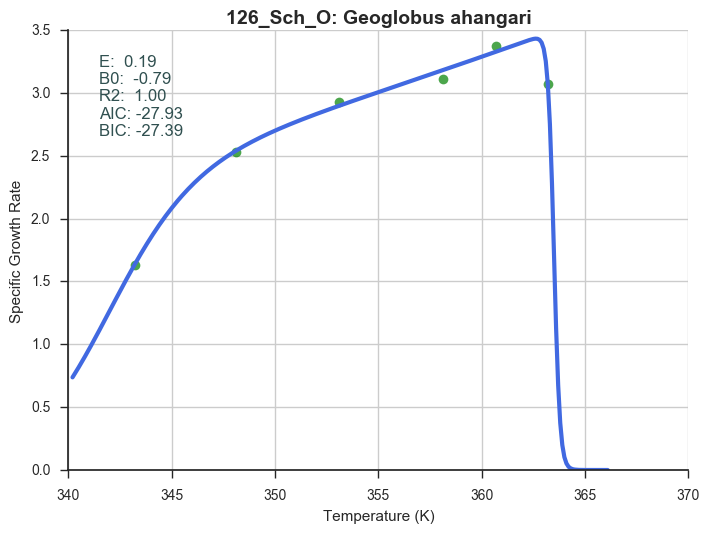 126_Sch_O: Geoglobus ahangari
E:  0.19
B0:  -0.79
R2:  1.00
AIC: -27.93
BIC: -27.39
3.5
3.0
2.5
2.0
1.5
1.0
0.5
0.0
Specific Growth Rate
340
345
350
355
360
365
370
Temperature (K)